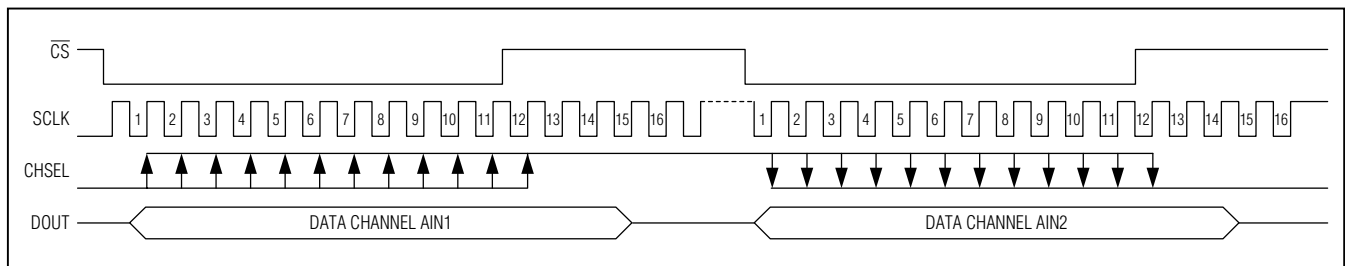 CS
SCLK 1 2 3 4 5 6 7 8 9 10 11 12 13 14 15 16 1 2 3 4 5 6 7 8 9 10 11 12 13 14 15 16
CHSEL
DOUT DATA CHANNEL AIN1 DATA CHANNEL AIN2